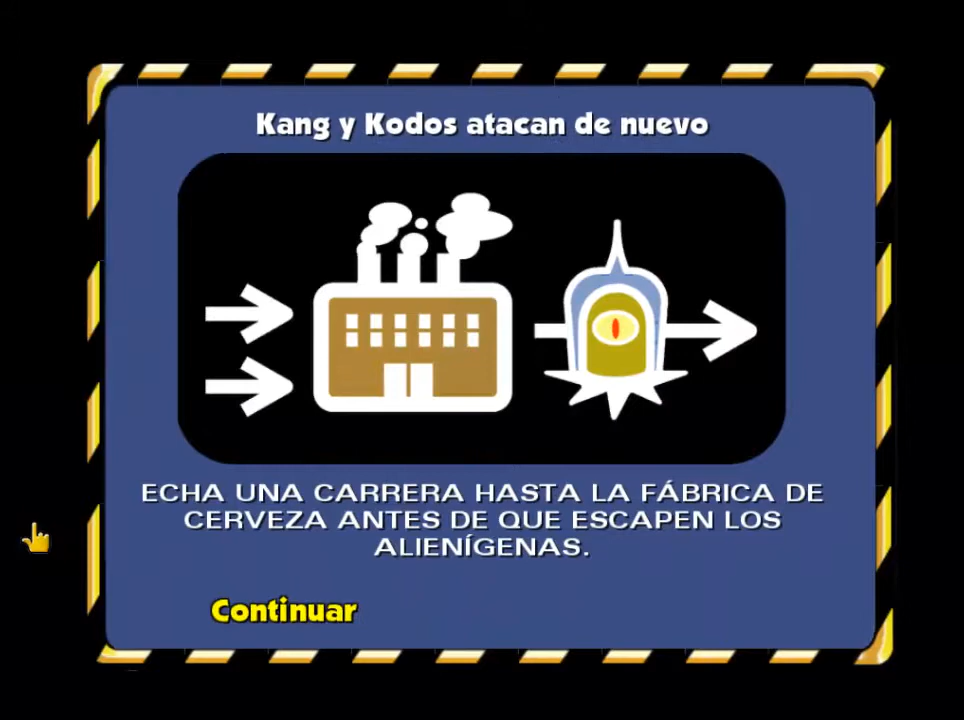 Kang y Kodos atacan de nuevo
ECHA UNA CARRERA HASTA LA FÁBRICA DE
CERVEZA ANTES DE QUE ESCAPEN LOS
ALIENÍGENAS.
Continuar